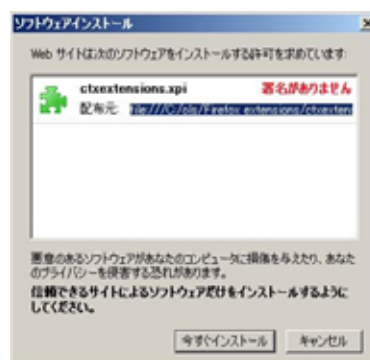 ソフトウェアインストール
Web サイトは次のソフトウェアをインストールする許可を求めています:
ctxextensions.xpi 署名がありません
配布元: file:///C:/ols/Firefox extensions/ctxexten
悪意のあるソフトウェアがあなたのコンピュータに損傷を与えたり、あなた
のプライバシーを侵害する恐れがあります。
信頼できるサイトによるソフトウェアだけをインストールするように
してください。
今すぐインストール キャンセル